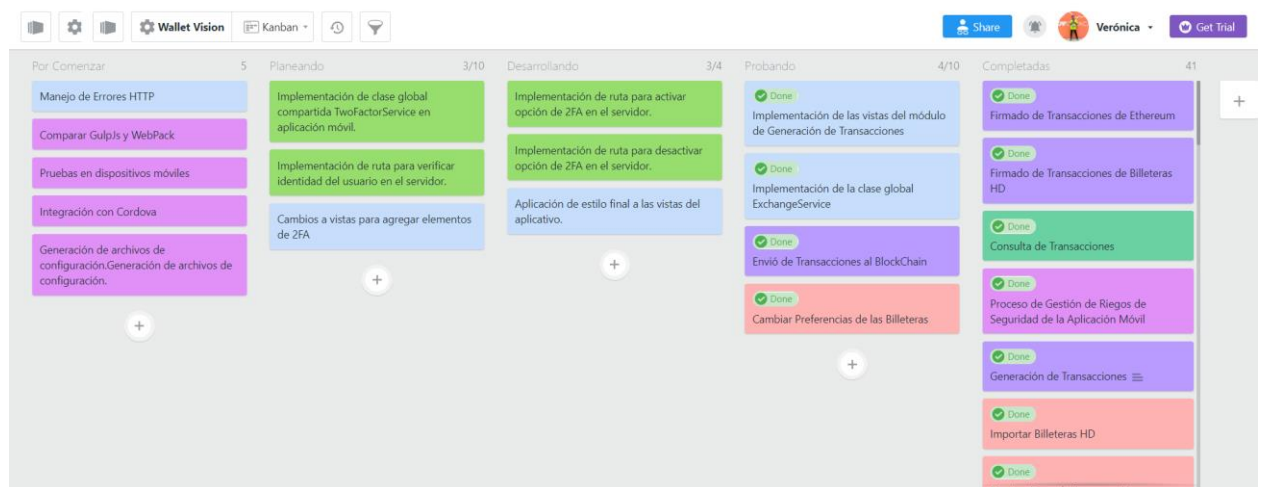 Wallet Vision
Kanban
Share
Verónica
Get Trial
Por Comenzar 5
Manejo de Errores HTTP
Comparar GulpJs y WebPack
Pruebas en dispositivos móviles
Integración con Cordova
Generación de archivos de
configuración.Generación de archivos de
configuración.
Planeando 3/10
Implementación de clase global
compartida TwoFactorService en
aplicación móvil.
Implementación de ruta para verificar
identidad del usuario en el servidor.
Cambios a vistas para agregar elementos
de 2FA
Desarrollando 3/4
Implementación de ruta para activar
opción de 2FA en el servidor.
Implementación de ruta para desactivar
opción de 2FA en el servidor.
Aplicación de estilo final a las vistas del
aplicativo.
Probando 4/10
Done
Implementación de las vistas del módulo
de Generación de Transacciones
Done
Implementación de la clase global
ExchangeService
Done
Envió de Transacciones al BlockChain
Done
Cambiar Preferencias de las Billeteras
Completadas 41
Done
Firmado de Transacciones de Ethereum
Done
Firmado de Transacciones de Billeteras
HD
Done
Consulta de Transacciones
Done
Proceso de Gestión de Riegos de
Seguridad de la Aplicación Móvil
Done
Generación de Transacciones
Done
Importar Billeteras HD
Done